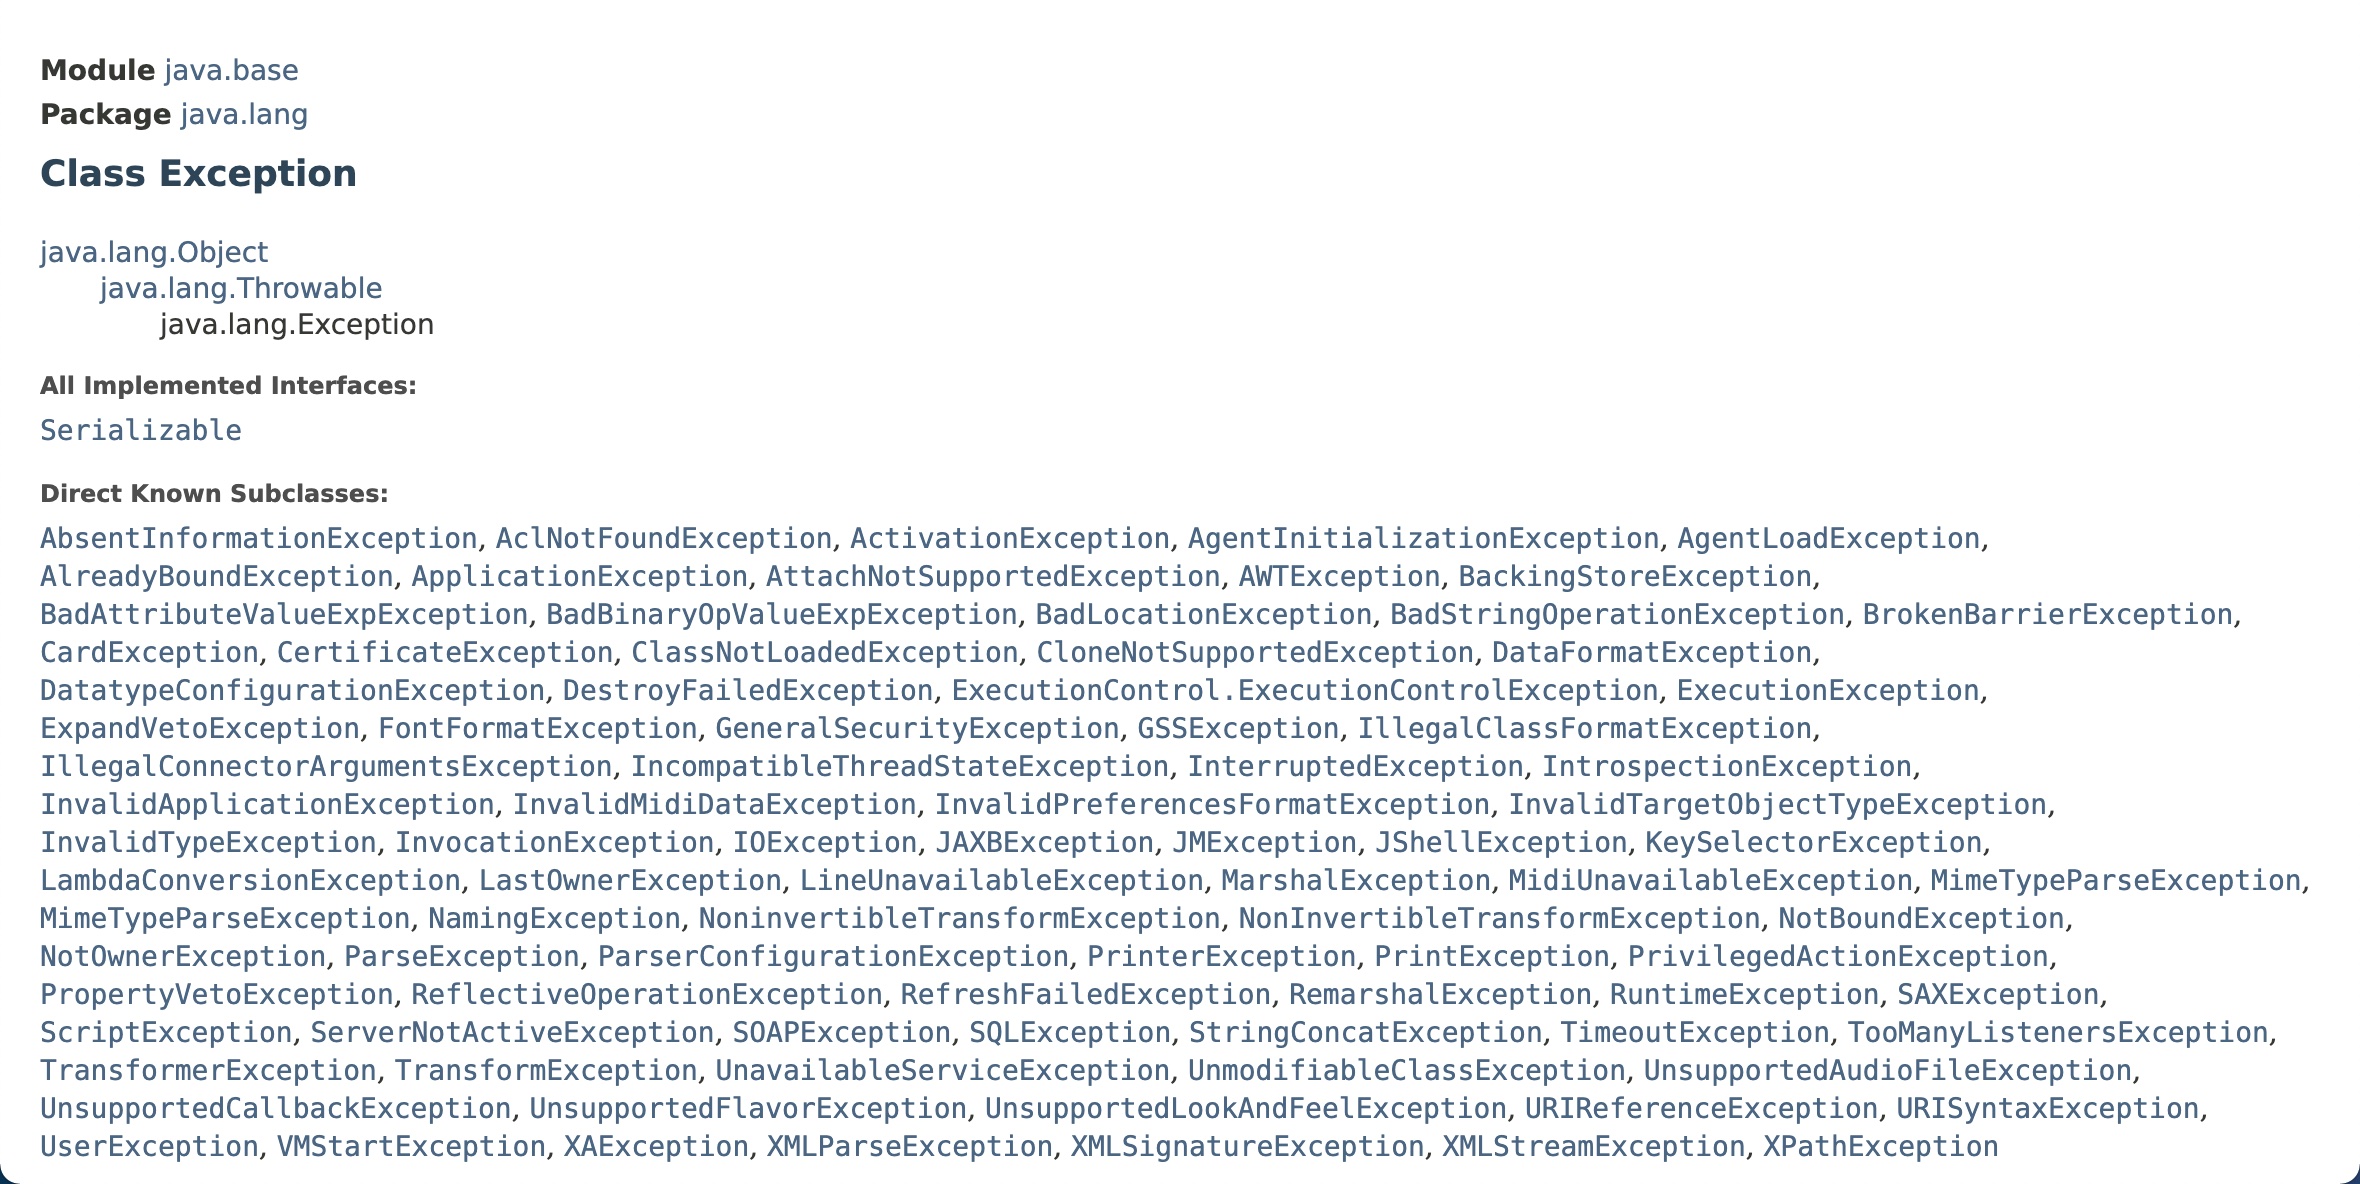 Module java.base
Package java.lang
Class Exception
java.lang.Object
java.lang.Throwable
java.lang.Exception
All Implemented Interfaces:
Serializable
Direct Known Subclasses:
AbsentInformationException, AclNotFoundException, ActivationException, AgentInitializationException, AgentLoadException,
AlreadyBoundException, ApplicationException, AttachNotSupportedException, AWTException, BackingStoreException,
BadAttributeValueExpException, BadBinaryOpValueExpException, BadLocationException, BadStringOperationException, BrokenBarrierException,
CardException, CertificateException, ClassNotLoadedException, CloneNotSupportedException, DataFormatException,
DatatypeConfigurationException, DestroyFailedException, ExecutionControl.ExecutionControlException, ExecutionException,
ExpandVetoException, FontFormatException, GeneralSecurityException, GSSException, IllegalClassFormatException,
IllegalConnectorArgumentsException, IncompatibleThreadStateException, InterruptedException, IntrospectionException,
InvalidApplicationException, InvalidMidiDataException, InvalidPreferencesFormatException, InvalidTargetObjectTypeException,
InvalidTypeException, InvocationException, IOException, JAXBException, JMException, JShellException, KeySelectorException,
LambdaConversionException, LastOwnerException, LineUnavailableException, MarshalException, MidiUnavailableException, MimeTypeParseException,
MimeTypeParseException, NamingException, NoninvertibleTransformException, NonInvertibleTransformException, NotBoundException,
NotOwnerException, ParseException, ParserConfigurationException, PrinterException, PrintException, PrivilegedActionException,
PropertyVetoException, ReflectiveOperationException, RefreshFailedException, RemarshalException, RuntimeException, SAXException,
ScriptException, ServerNotActiveException, SOAPException, SQLException, StringConcatException, TimeoutException, TooManyListenersException,
TransformerException, TransformException, UnavailableServiceException, UnmodifiableClassException, UnsupportedAudioFileException,
UnsupportedCallbackException, UnsupportedFlavorException, UnsupportedLookAndFeelException, URIReferenceException, URISyntaxException,
UserException, VMStartException, XAException, XMLParseException, XMLSignatureException, XMLStreamException, XPathException